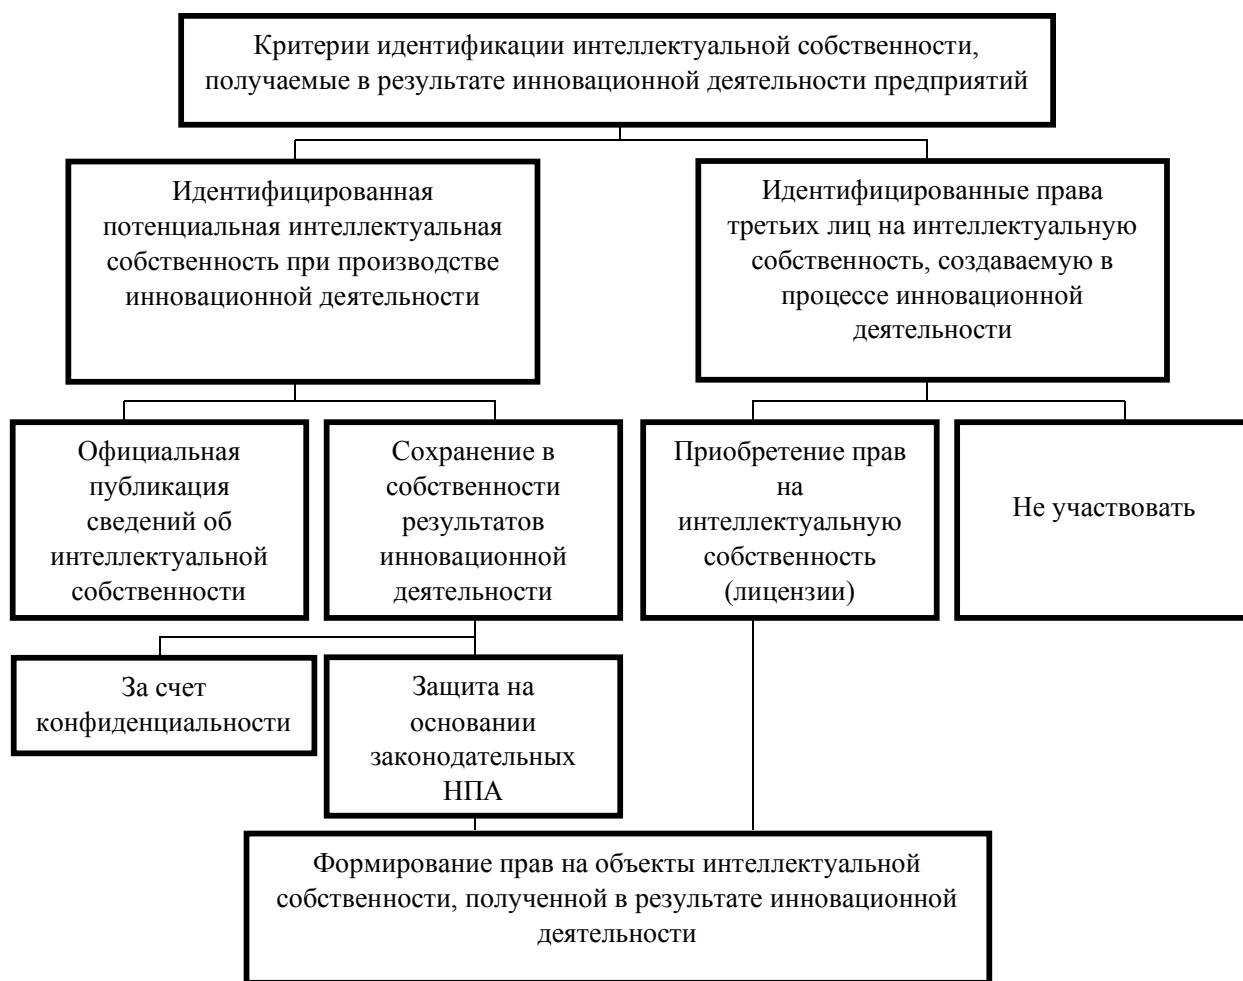 Критерии идентификации интеллектуальной собственности,
получаемые в результате инновационной деятельности предприятий
Идентифицированная
потенциальная интеллектуальная
собственность при производстве
инновационной деятельности
Идентифицированные права
третьих лиц на интеллектуальную
собственность, создаваемую в
процессе инновационной
деятельности
Официальная
публикация
сведений об
интеллектуальной
собственности
Сохранение в
собственности
результатов
инновационной
деятельности
Приобретение прав
на
интеллектуальную
собственность
(лицензии)
Не участвовать
За счет
конфиденциальности
Защита на
основании
законодательных
НПА
Формирование прав на объекты интеллектуальной
собственности, полученной в результате инновационной
деятельности